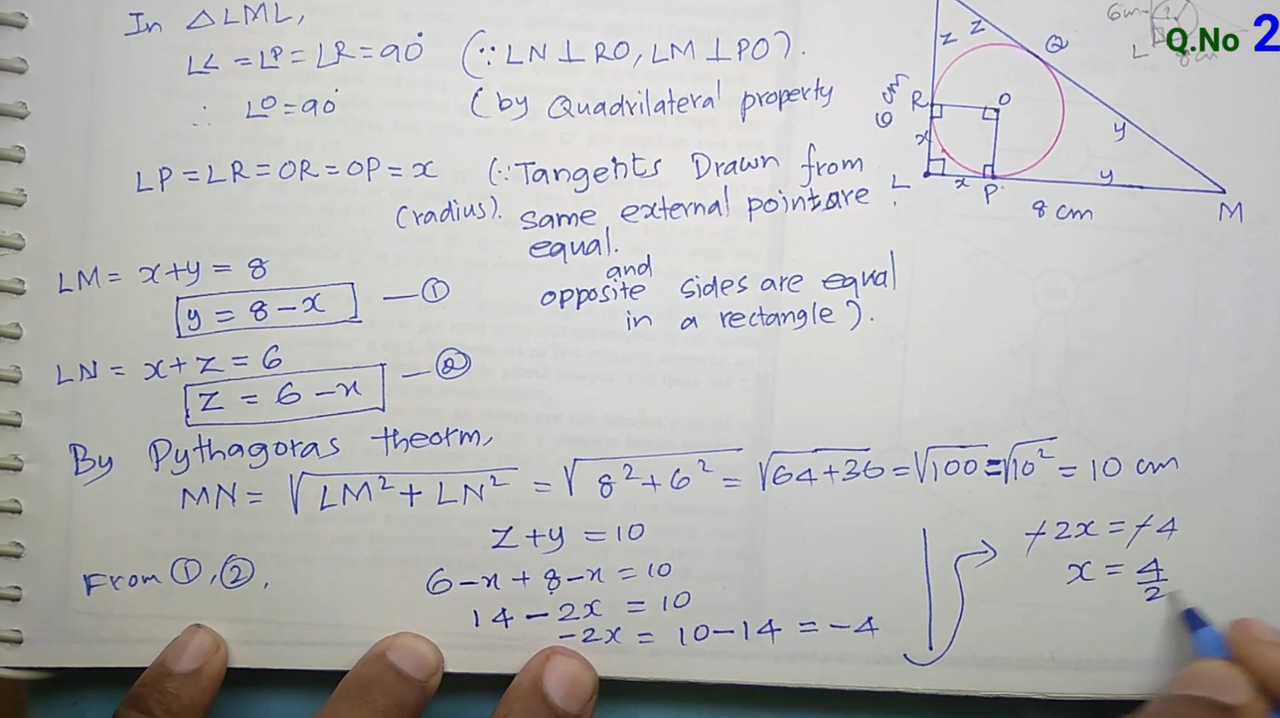 In △LML,
∠L = ∠P = ∠R = 90° (∵ LN ⊥ RO, LM ⊥ PO).
∴ ∠O = 90° (by Quadrilateral property
LP = LR = OR = OP = x (∵ Tangents Drawn from
(radius). same external point are
equal.
and
opposite sides are equal
in a rectangle).
LM = x + y = 8
y = 8 - x — ①
LN = x + z = 6
z = 6 - x — ②
By Pythagoras theorm,
MN = √LM² + LN² = √8² + 6² = √64 + 36 = √100 = √10² = 10 cm
z + y = 10
From ①, ②,
6 - x + 8 - x = 10
14 - 2x = 10
-2x = 10 - 14 = -4
-2x = -4
x = 4/2
z z Q
6 cm R O y
x
L x P y M
8 cm
6cm
L 8cm
Q.No 2